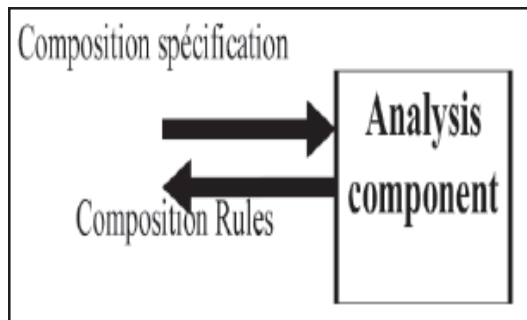 Composition spécification
Analysis
component
Composition Rules